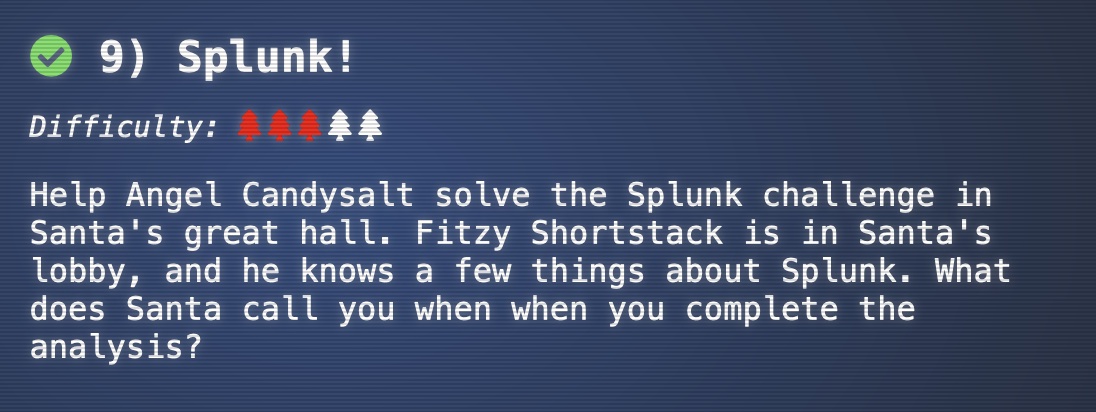 9) Splunk!
Difficulty:
Help Angel Candysalt solve the Splunk challenge in
Santa's great hall. Fitzy Shortstack is in Santa's
lobby, and he knows a few things about Splunk. What
does Santa call you when when you complete the
analysis?